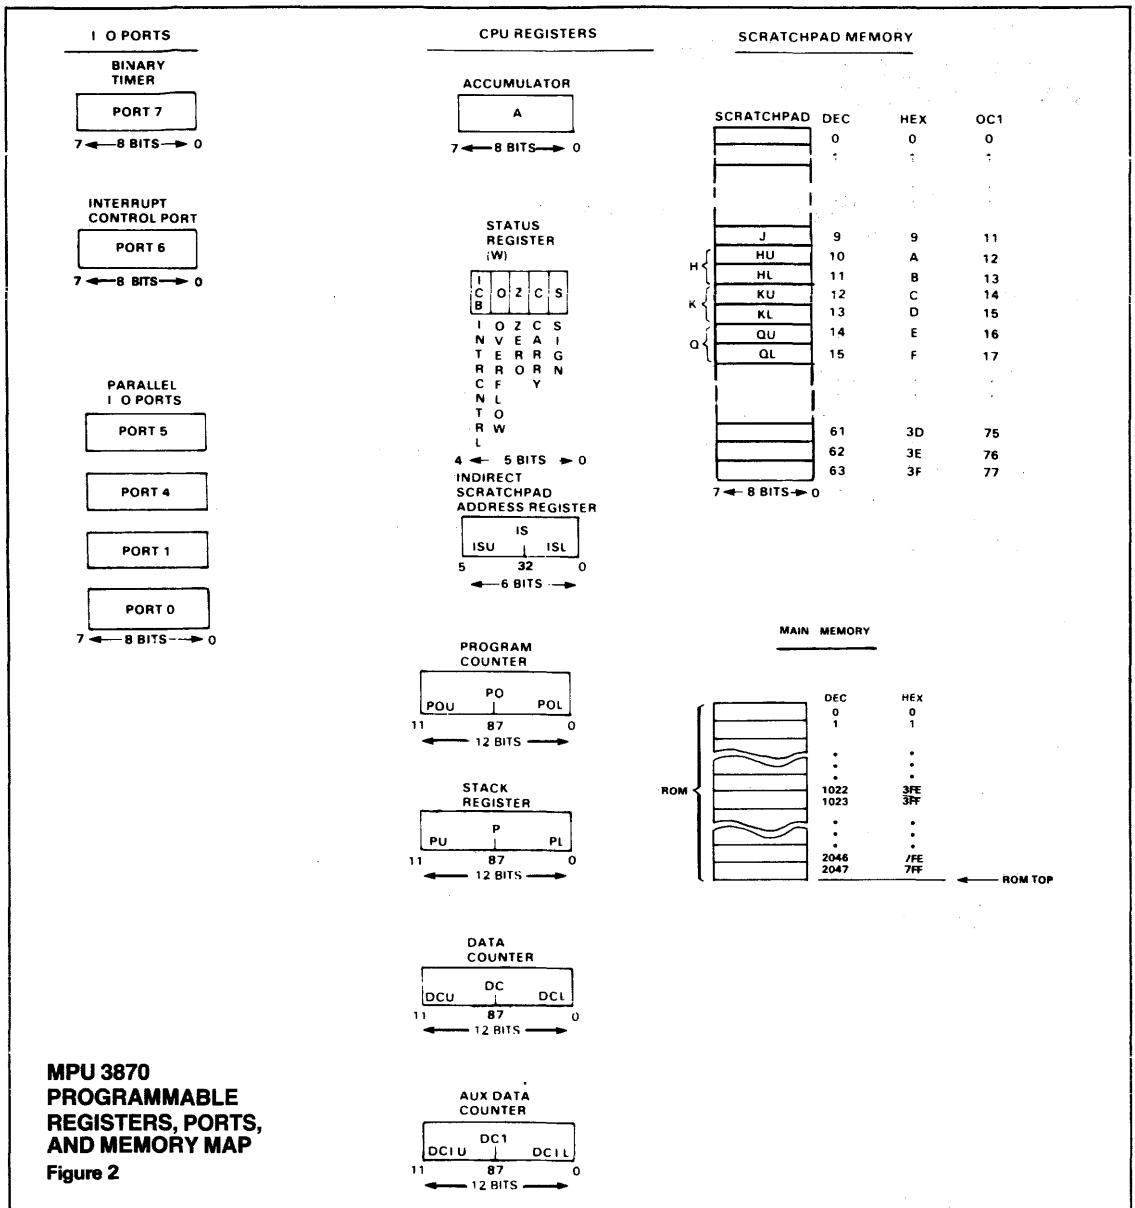 I O PORTS
BINARY
TIMER
PORT 7
7 8 BITS 0
INTERRUPT
CONTROL PORT
PORT 6
7 8 BITS 0
PARALLEL
I O PORTS
PORT 5
PORT 4
PORT 1
PORT 0
7 8 BITS 0
CPU REGISTERS
ACCUMULATOR
A
7 8 BITS 0
STATUS
REGISTER
(W)
ICB O Z C S
INTRCNTRL
OVERFLOW
ZERO
CARRY
SIGN
4 5 BITS 0
INDIRECT
SCRATCHPAD
ADDRESS REGISTER
IS
ISU ISL
5 32 0
6 BITS
PROGRAM
COUNTER
PO
POU POL
11 87 0
12 BITS
STACK
REGISTER
P
PU PL
11 87 0
12 BITS
DATA
COUNTER
DC
DCU DCL
11 87 0
12 BITS
AUX DATA
COUNTER
DC1
DC1U DC1L
11 87 0
12 BITS
SCRATCHPAD MEMORY
SCRATCHPAD DEC HEX OC1
0 0 0
J 9 9 11
H HU 10 A 12
HL 11 B 13
K KU 12 C 14
KL 13 D 15
Q QU 14 E 16
QL 15 F 17
61 3D 75
62 3E 76
63 3F 77
7 8 BITS 0
MAIN MEMORY
DEC HEX
0 0
1 1
ROM
1022 3FE
1023 3FF
2046 7FE
2047 7FF
ROM TOP
MPU 3870
PROGRAMMABLE
REGISTERS, PORTS,
AND MEMORY MAP
Figure 2